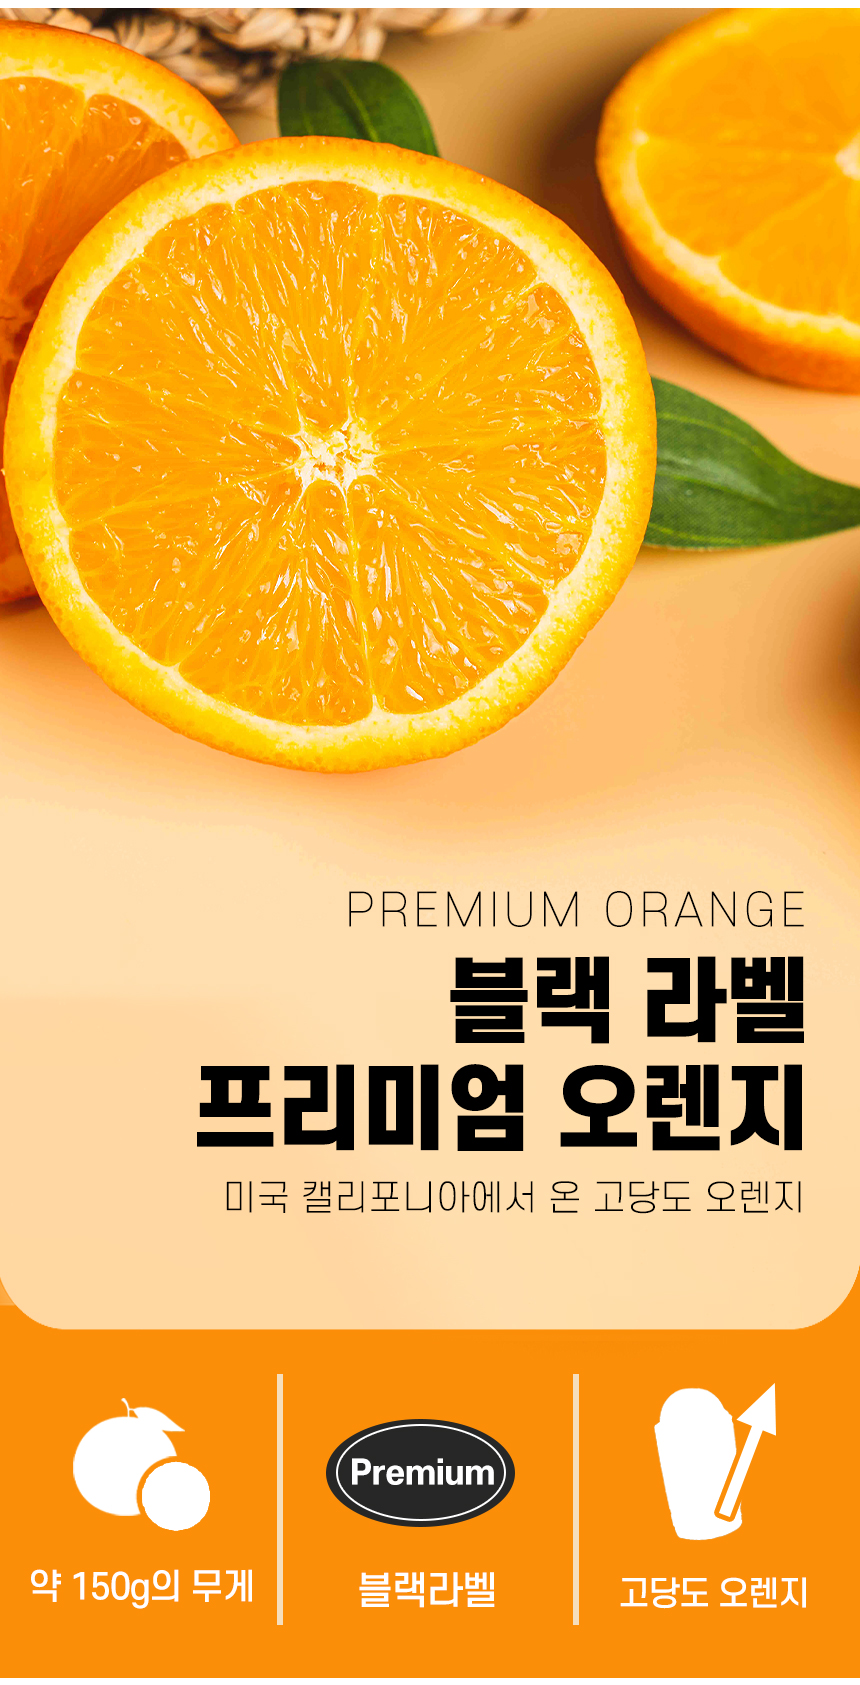 PREMIUM ORANGE
블랙 라벨
프리미엄 오렌지
미국 캘리포니아에서 온 고당도 오렌지
Premium
약 150g의 무게
블랙라벨
고당도 오렌지